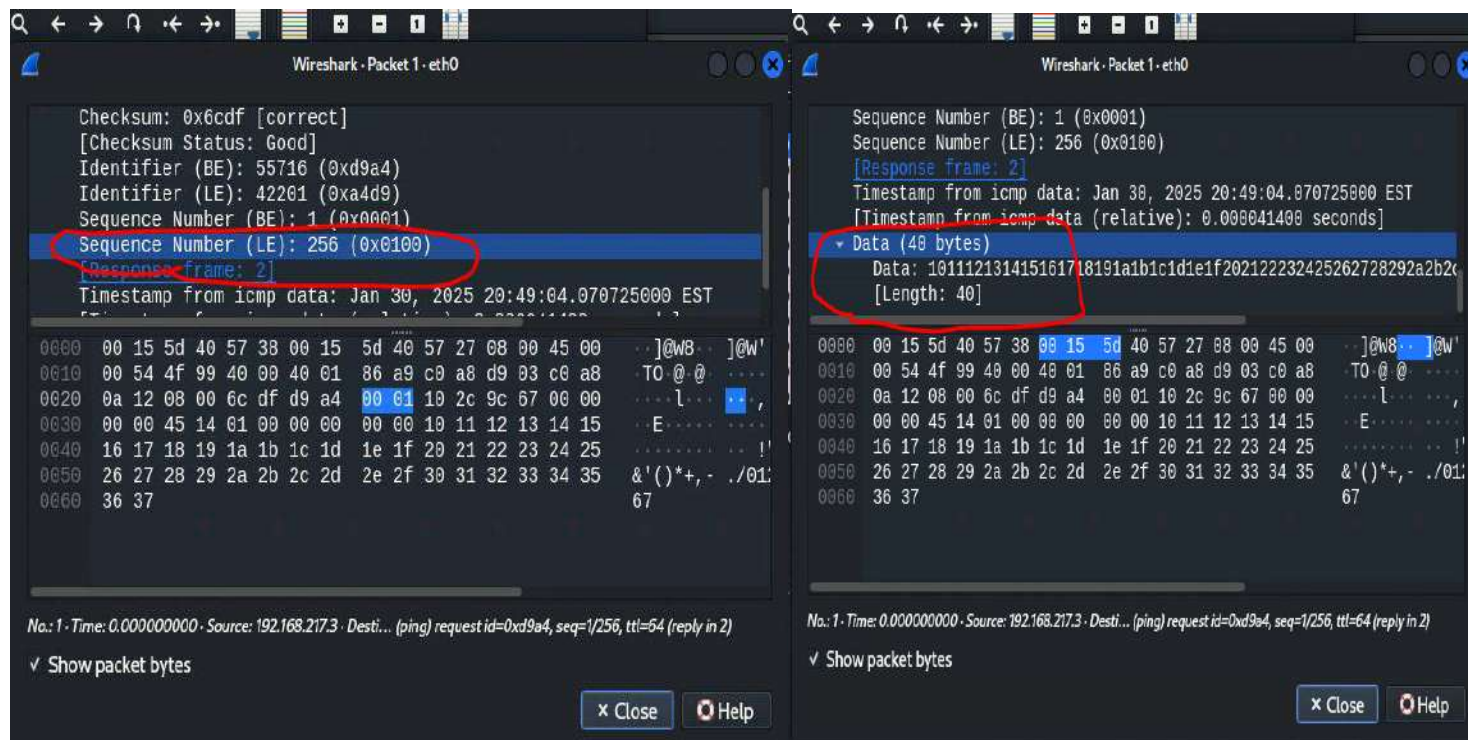 Wireshark · Packet 1 · eth0
Checksum: 0x6cdf [correct]
[Checksum Status: Good]
Identifier (BE): 55716 (0xd9a4)
Identifier (LE): 42201 (0xa4d9)
Sequence Number (BE): 1 (0x0001)
Sequence Number (LE): 256 (0x0100)
[Response frame: 2]
Timestamp from icmp data: Jan 30, 2025 20:49:04.070725000 EST
0000 00 15 5d 40 57 38 00 15 5d 40 57 27 08 00 45 00 ··]@W8·· ]@W'
0010 00 54 4f 99 40 00 40 01 86 a9 c0 a8 d9 03 c0 a8 ·TO·@·@· ····
0020 0a 12 08 00 6c df d9 a4 00 01 10 2c 9c 67 00 00 ····l··· ···,
0030 00 00 45 14 01 00 00 00 00 00 10 11 12 13 14 15 ··E····· ····
0040 16 17 18 19 1a 1b 1c 1d 1e 1f 20 21 22 23 24 25 ········ ··!"
0050 26 27 28 29 2a 2b 2c 2d 2e 2f 30 31 32 33 34 35 &'()*+,- ./012
0060 36 37 67
No.: 1 · Time: 0.000000000 · Source: 192.168.217.3 · Desti... (ping) request id=0xd9a4, seq=1/256, ttl=64 (reply in 2)
✓ Show packet bytes
× Close Help
Wireshark · Packet 1 · eth0
Sequence Number (BE): 1 (0x0001)
Sequence Number (LE): 256 (0x0100)
[Response frame: 2]
Timestamp from icmp data: Jan 30, 2025 20:49:04.070725000 EST
[Timestamp from icmp data (relative): 0.000041400 seconds]
Data (40 bytes)
Data: 101112131415161718191a1b1c1d1e1f202122232425262728292a2b2c
[Length: 40]
0000 00 15 5d 40 57 38 00 15 5d 40 57 27 08 00 45 00 ··]@W8·· ]@W'
0010 00 54 4f 99 40 00 40 01 86 a9 c0 a8 d9 03 c0 a8 ·TO·@·@· ····
0020 0a 12 08 00 6c df d9 a4 00 01 10 2c 9c 67 00 00 ····l··· ···,
0030 00 00 45 14 01 00 00 00 00 00 10 11 12 13 14 15 ··E····· ····
0040 16 17 18 19 1a 1b 1c 1d 1e 1f 20 21 22 23 24 25 ········ ··!"
0050 26 27 28 29 2a 2b 2c 2d 2e 2f 30 31 32 33 34 35 &'()*+,- ./012
0060 36 37 67
No.: 1 · Time: 0.000000000 · Source: 192.168.217.3 · Desti... (ping) request id=0xd9a4, seq=1/256, ttl=64 (reply in 2)
✓ Show packet bytes
× Close Help